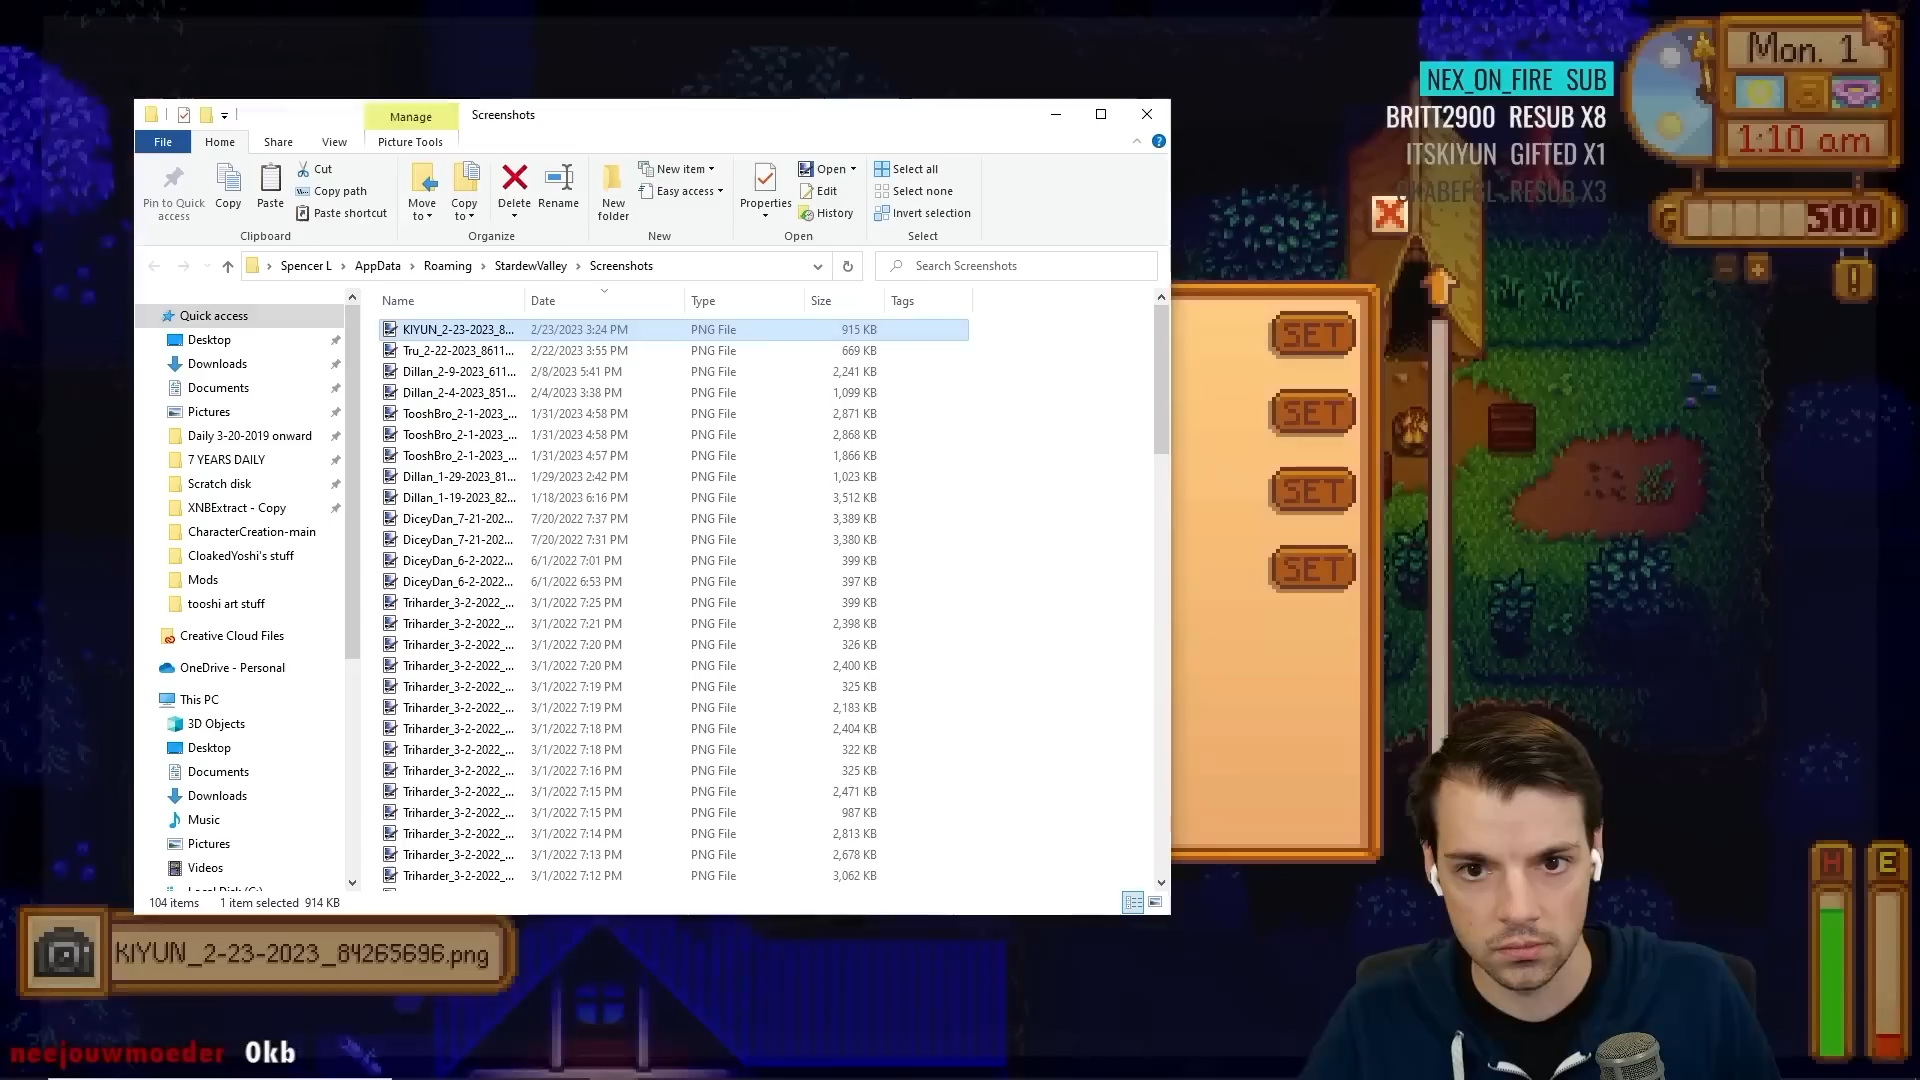 Manage
Screenshots
File
Home
Share
View
Picture Tools
Pin to Quick access
Copy
Paste
Cut
Copy path
Paste shortcut
Clipboard
Move to
Copy to
Delete
Rename
Organize
New folder
New item
Easy access
New
Properties
Open
Edit
History
Open
Select all
Select none
Invert selection
Select
Spencer L › AppData › Roaming › StardewValley › Screenshots
Search Screenshots
Quick access
Desktop
Downloads
Documents
Pictures
Daily 3-20-2019 onward
7 YEARS DAILY
Scratch disk
XNBExtract - Copy
CharacterCreation-main
CloakedYoshi's stuff
Mods
tooshi art stuff
Creative Cloud Files
OneDrive - Personal
This PC
3D Objects
Desktop
Documents
Downloads
Music
Pictures
Videos
Name Date Type Size Tags
KIYUN_2-23-2023_8... 2/23/2023 3:24 PM PNG File 915 KB
Tru_2-22-2023_8611... 2/22/2023 3:55 PM PNG File 669 KB
Dillan_2-9-2023_611... 2/8/2023 5:41 PM PNG File 2,241 KB
Dillan_2-4-2023_851... 2/4/2023 3:38 PM PNG File 1,099 KB
TooshBro_2-1-2023_... 1/31/2023 4:58 PM PNG File 2,871 KB
TooshBro_2-1-2023_... 1/31/2023 4:58 PM PNG File 2,868 KB
TooshBro_2-1-2023_... 1/31/2023 4:57 PM PNG File 1,866 KB
Dillan_1-29-2023_81... 1/29/2023 2:42 PM PNG File 1,023 KB
Dillan_1-19-2023_82... 1/18/2023 6:16 PM PNG File 3,512 KB
DiceyDan_7-21-202... 7/20/2022 7:37 PM PNG File 3,389 KB
DiceyDan_7-21-202... 7/20/2022 7:31 PM PNG File 3,380 KB
DiceyDan_6-2-2022... 6/1/2022 7:01 PM PNG File 399 KB
DiceyDan_6-2-2022... 6/1/2022 6:53 PM PNG File 397 KB
Triharder_3-2-2022_... 3/1/2022 7:25 PM PNG File 399 KB
Triharder_3-2-2022_... 3/1/2022 7:21 PM PNG File 2,398 KB
Triharder_3-2-2022_... 3/1/2022 7:20 PM PNG File 326 KB
Triharder_3-2-2022_... 3/1/2022 7:20 PM PNG File 2,400 KB
Triharder_3-2-2022_... 3/1/2022 7:19 PM PNG File 325 KB
Triharder_3-2-2022_... 3/1/2022 7:19 PM PNG File 2,183 KB
Triharder_3-2-2022_... 3/1/2022 7:18 PM PNG File 2,404 KB
Triharder_3-2-2022_... 3/1/2022 7:18 PM PNG File 322 KB
Triharder_3-2-2022_... 3/1/2022 7:16 PM PNG File 325 KB
Triharder_3-2-2022_... 3/1/2022 7:15 PM PNG File 2,471 KB
Triharder_3-2-2022_... 3/1/2022 7:15 PM PNG File 987 KB
Triharder_3-2-2022_... 3/1/2022 7:14 PM PNG File 2,813 KB
Triharder_3-2-2022_... 3/1/2022 7:13 PM PNG File 2,678 KB
Triharder_3-2-2022_... 3/1/2022 7:12 PM PNG File 3,062 KB
104 items 1 item selected 914 KB
NEX_ON_FIRE SUB
BRITT2900 RESUB X8
ITSKIYUN GIFTED X1
RESUB X3
Mon. 1
1:10 am
G 500
SET
SET
SET
SET
H E
KIYUN_2-23-2023_84265696.png
neejouwmoeder 0kb